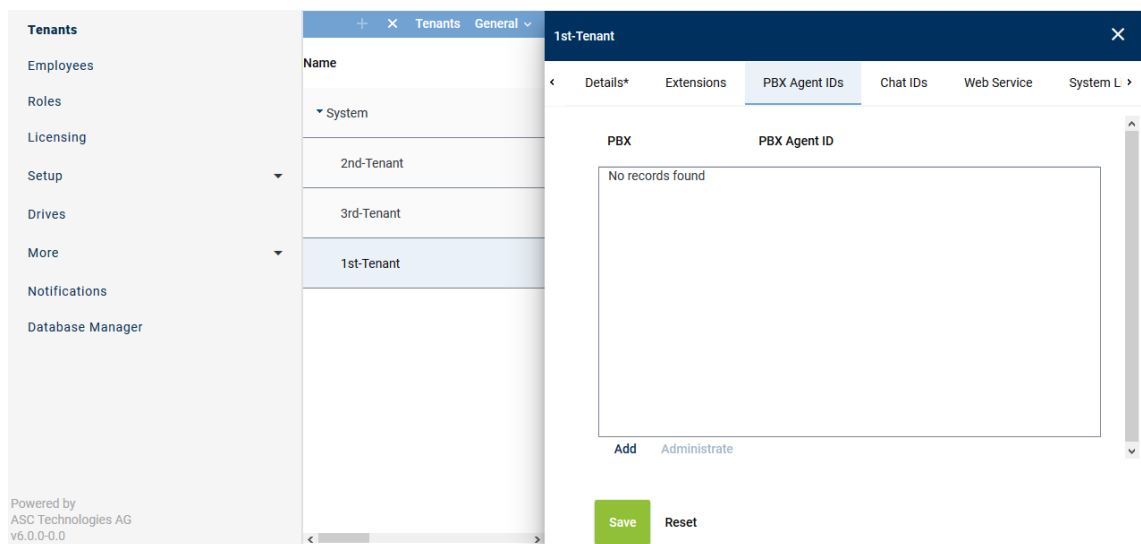 Tenants
Employees
Roles
Licensing
Setup
Drives
More
Notifications
Database Manager
Powered by
ASC Technologies AG
v6.0.0-0.0
+ × Tenants General
Name
System
2nd-Tenant
3rd-Tenant
1st-Tenant
1st-Tenant ×
Details* Extensions PBX Agent IDs Chat IDs Web Service System L
PBX PBX Agent ID
No records found
Add Administrate
Save Reset